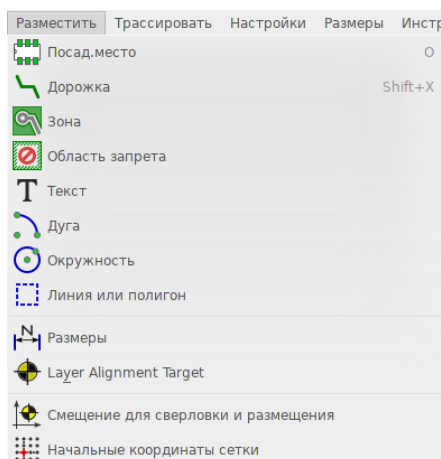 Разместить Трассировать Настройки Размеры Инстр
Посад.место O
Дорожка Shift+X
Зона
Область запрета
Текст
Дуга
Окружность
Линия или полигон
N Размеры
Layer Alignment Target
Смещение для сверловки и размещения
Начальные координаты сетки